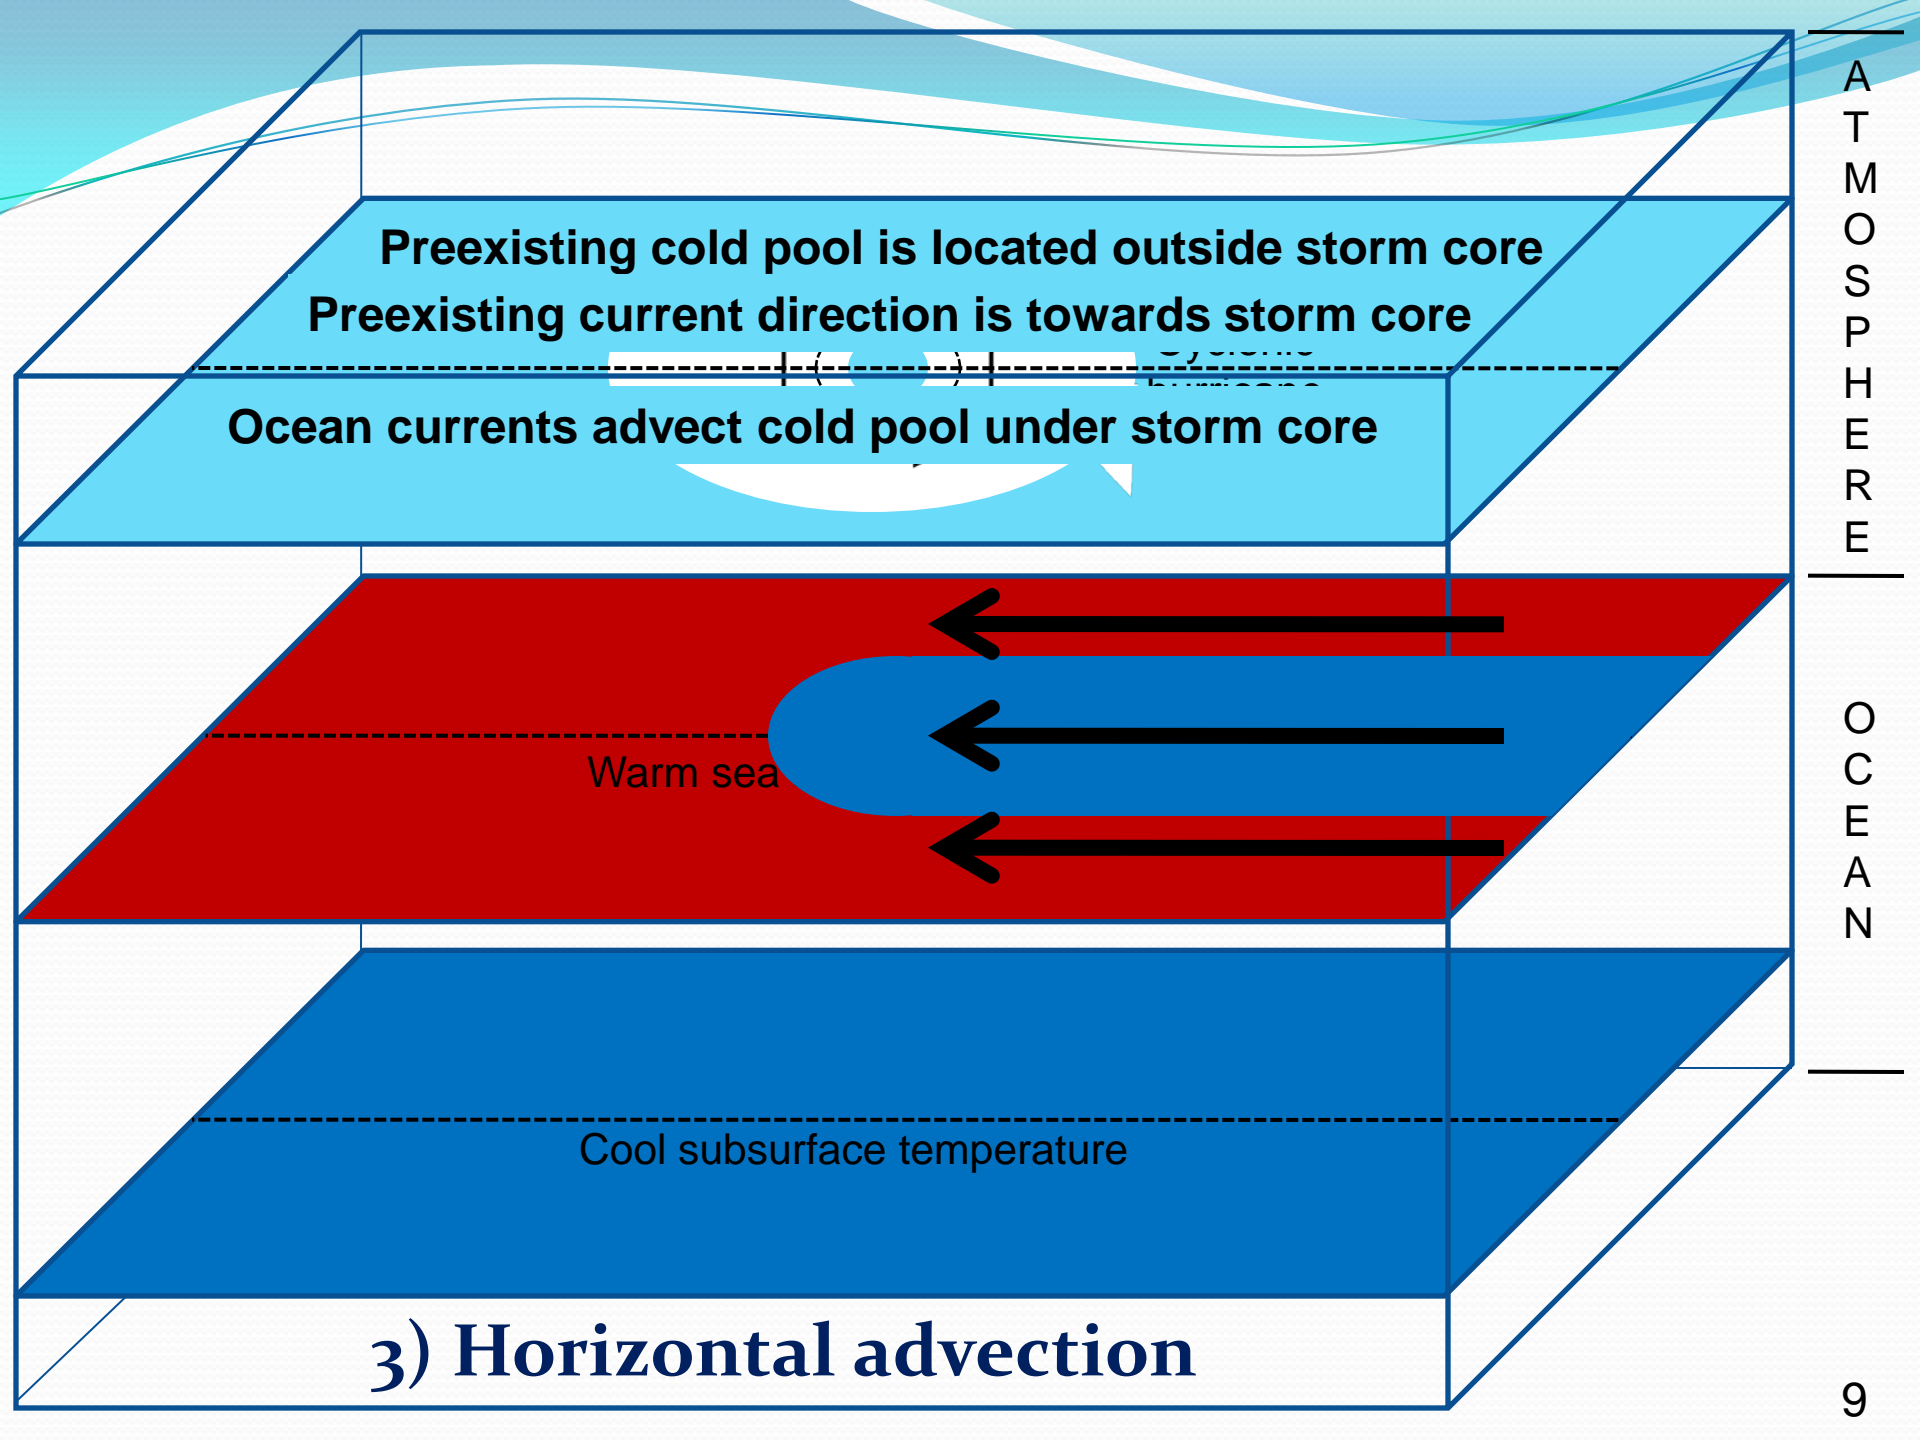 Preexisting cold pool is located outside storm core
Preexisting current direction is towards storm core
hurricane
Ocean currents advect cold pool under storm core
Warm sea
Cool subsurface temperature
3) Horizontal advection
A
T
M
O
S
P
H
E
R
E
O
C
E
A
N
9